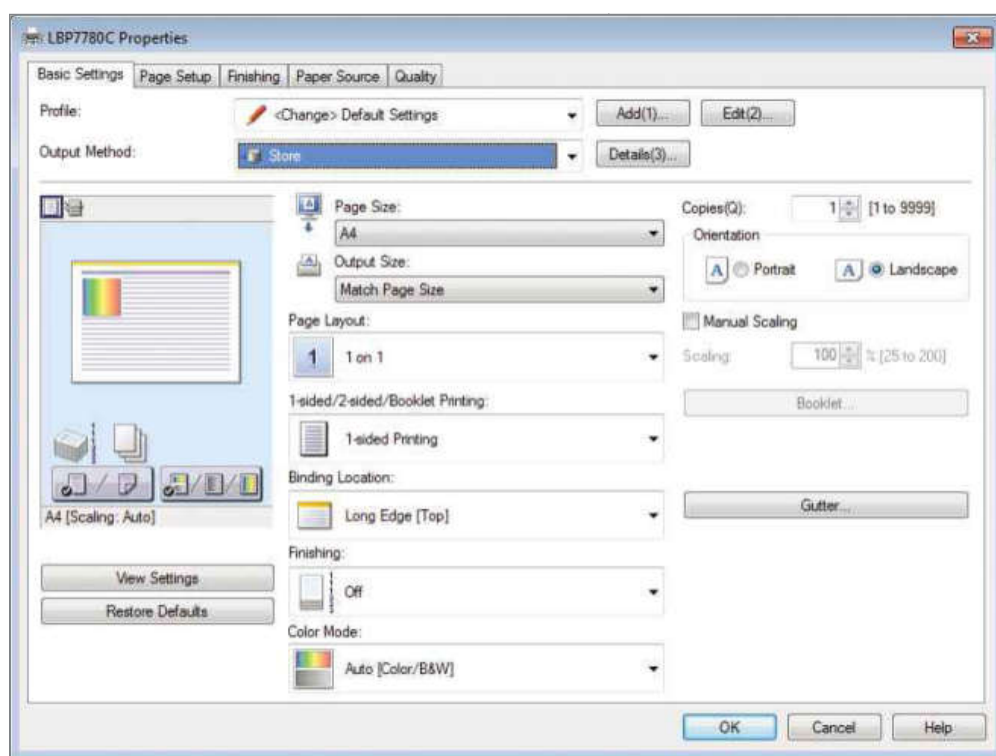 LBP7780C Properties
Basic Settings Page Setup Finishing Paper Source Quality
Profile: <Change> Default Settings Add(1)... Edit(2)...
Output Method: Store Details(3)...
Page Size:
A4
Output Size:
Match Page Size
Page Layout:
1 1 on 1
1-sided/2-sided/Booklet Printing:
1-sided Printing
Binding Location:
Long Edge [Top]
Finishing:
Off
Color Mode:
Auto [Color/B&W]
Copies(Q): 1 [1 to 9999]
Orientation
A Portrait A Landscape
Manual Scaling
Scaling: 100 % [25 to 200]
Booklet...
Gutter...
A4 [Scaling: Auto]
View Settings
Restore Defaults
OK Cancel Help